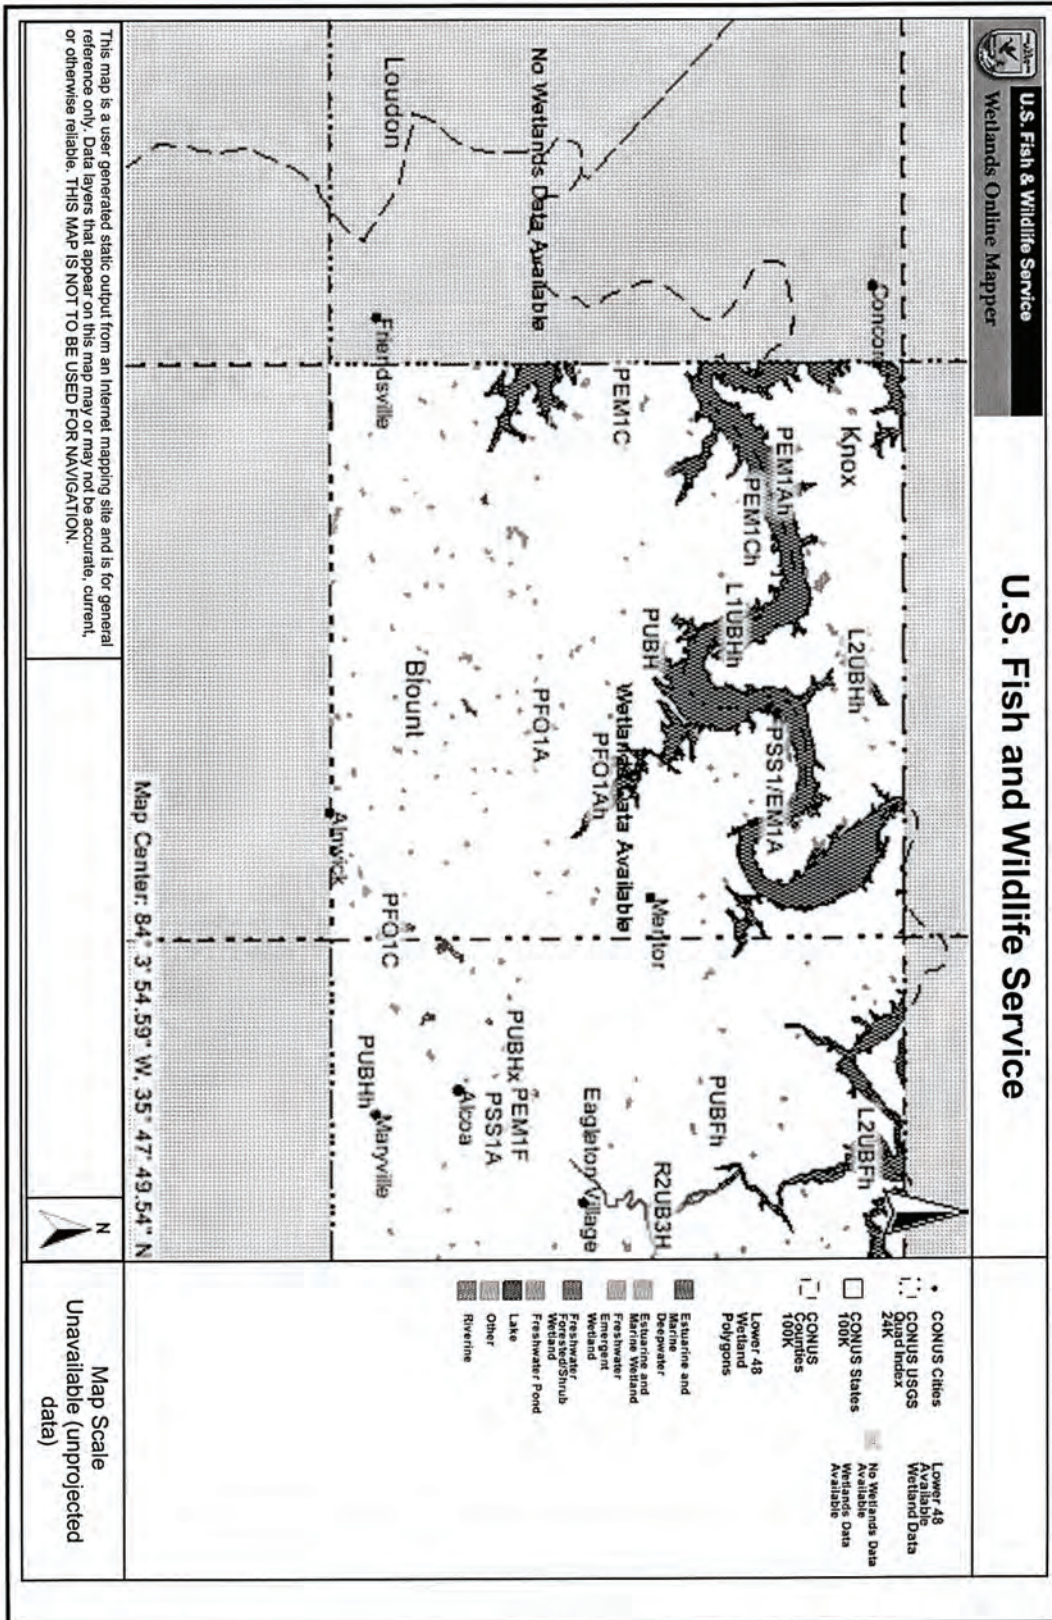 U.S. Fish & Wildlife Service
Wetlands Online Mapper
U.S. Fish and Wildlife Service
Concord
Knox
L2UBHh
L2UBFh
PEM1Ah
PEM1Ch
L1UBHh
PSS1/EM1A
PUBFh
R2UB3H
PEM1C
PUBH
Mentor
Wetlands Data Available
PFO1Ah
No Wetlands Data Available
PFO1A
Eagleton Village
PUBHx
PEM1F
PSS1A
Alcoa
Loudon
Friendsville
Blount
PFO1C
PUBHh
Maryville
Alnwick
Map Center: 84° 3' 54.59" W, 35° 47' 49.54" N
CONUS Cities
CONUS USGS
Quad Index
24K
CONUS States
100K
CONUS
Counties
100K
Lower 48
Wetland
Polygons
Estuarine and
Marine
Deepwater
Estuarine and
Marine Wetland
Freshwater
Emergent
Wetland
Freshwater
Forested/Shrub
Wetland
Freshwater Pond
Lake
Other
Riverine
Lower 48
Available
Wetland Data
No Wetlands Data
Available
Wetlands Data
Available
This map is a user generated static output from an Internet mapping site and is for general
reference only. Data layers that appear on this map may or may not be accurate, current,
or otherwise reliable. THIS MAP IS NOT TO BE USED FOR NAVIGATION.
N
Map Scale
Unavailable (unprojected
data)